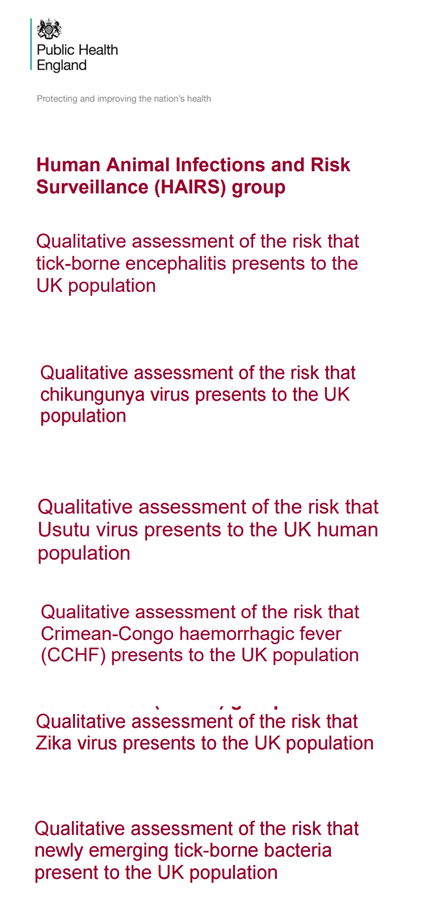 Public Health
England
Protecting and improving the nation's health
Human Animal Infections and Risk
Surveillance (HAIRS) group
Qualitative assessment of the risk that
tick-borne encephalitis presents to the
UK population
Qualitative assessment of the risk that
chikungunya virus presents to the UK
population
Qualitative assessment of the risk that
Usutu virus presents to the UK human
population
Qualitative assessment of the risk that
Crimean-Congo haemorrhagic fever
(CCHF) presents to the UK population
Qualitative assessment of the risk that
Zika virus presents to the UK population
Qualitative assessment of the risk that
newly emerging tick-borne bacteria
present to the UK population